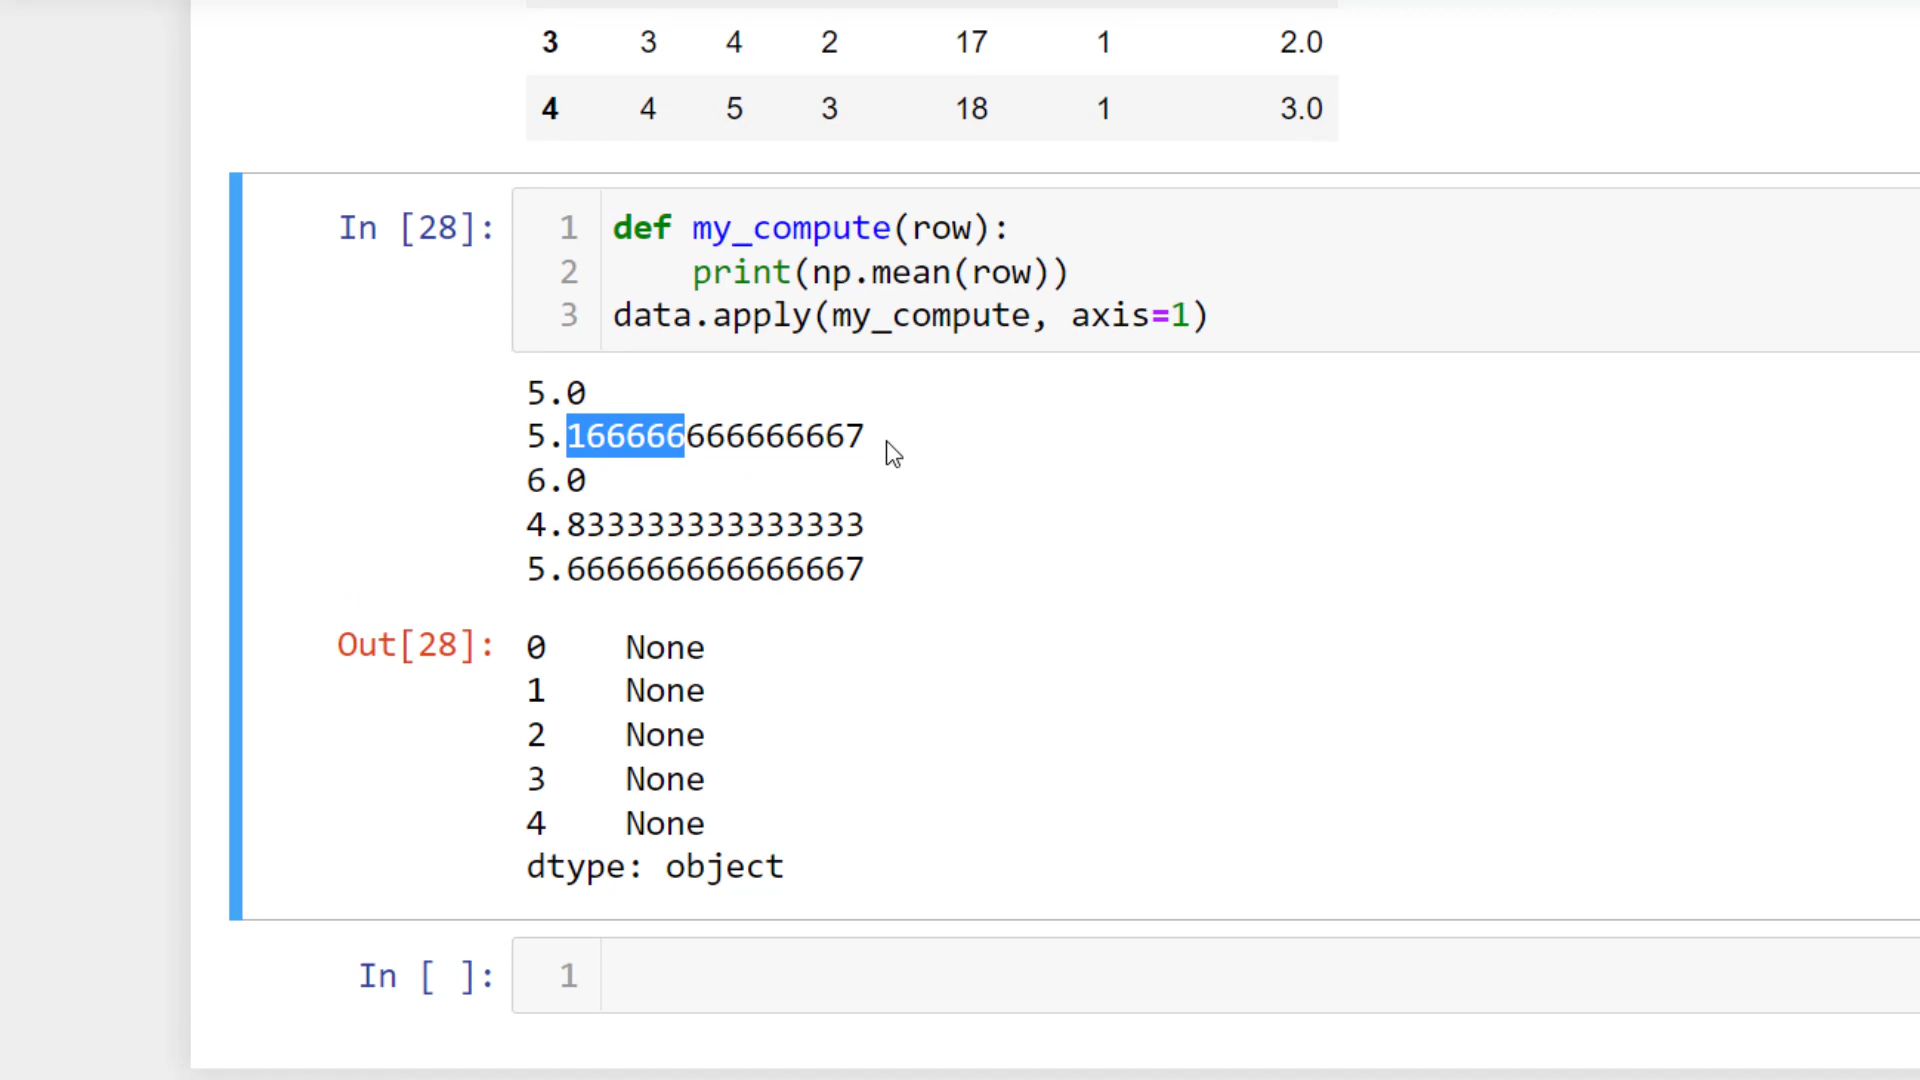 3 3 4 2 17 1 2.0
4 4 5 3 18 1 3.0
In [28]:
1 def my_compute(row):
2     print(np.mean(row))
3 data.apply(my_compute, axis=1)
5.0
5.166666666666667
6.0
4.833333333333333
5.666666666666667
Out[28]:
0    None
1    None
2    None
3    None
4    None
dtype: object
In [ ]:
1